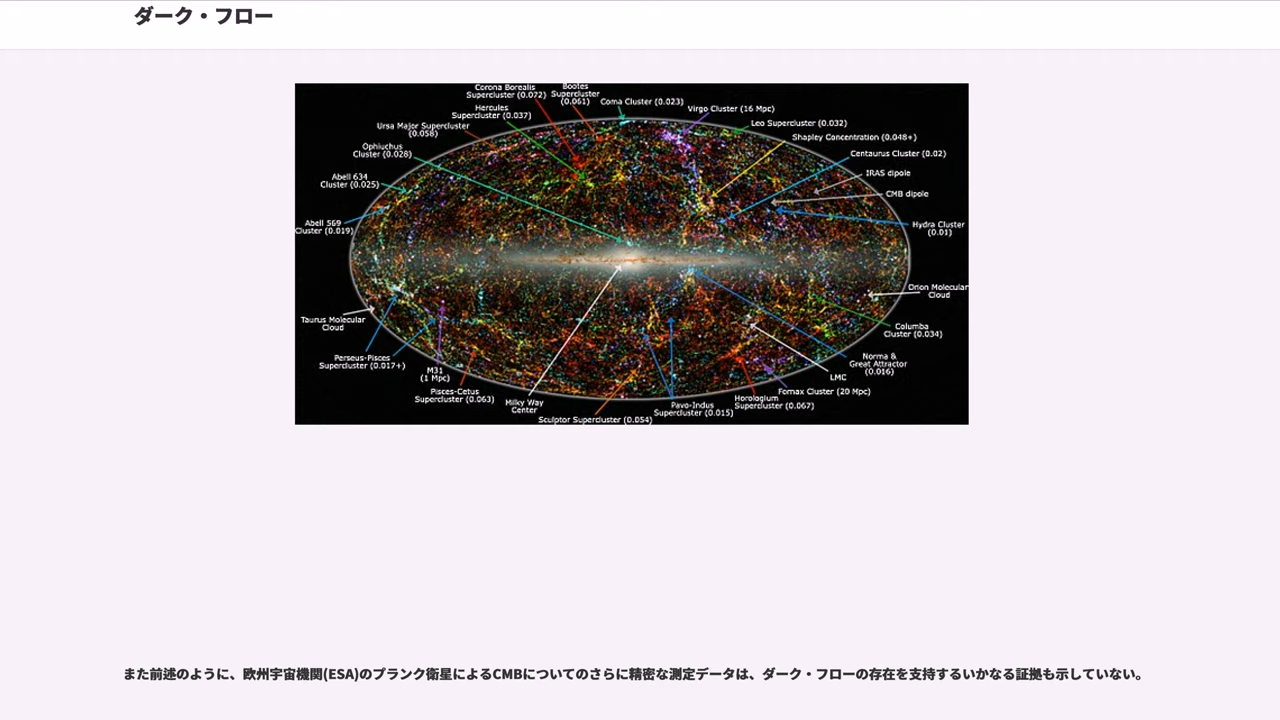 ダーク・フロー
Corona Borealis
Supercluster (0.072)
Bootes
Supercluster
(0.061)
Coma Cluster (0.023)
Virgo Cluster (16 Mpc)
Hercules
Supercluster (0.037)
Leo Supercluster (0.032)
Ursa Major Supercluster
(0.058)
Shapley Concentration (0.048+)
Ophiuchus
Cluster (0.028)
Centaurus Cluster (0.02)
IRAS dipole
Abell 634
Cluster (0.025)
CMB dipole
Abell 569
Cluster (0.019)
Hydra Cluster
(0.01)
Orion Molecular
Cloud
Taurus Molecular
Cloud
Columba
Cluster (0.034)
Perseus-Pisces
Supercluster (0.017+)
Norma &
Great Attractor
(0.016)
M31
(1 Mpc)
LMC
Pisces-Cetus
Supercluster (0.063)
Fornax Cluster (20 Mpc)
Milky Way
Center
Horologium
Supercluster (0.067)
Pavo-Indus
Supercluster (0.015)
Sculptor Supercluster (0.054)
また前述のように、欧州宇宙機関(ESA)のプランク衛星によるCMBについてのさらに精密な測定データは、ダーク・フローの存在を支持するいかなる証拠も示していない。